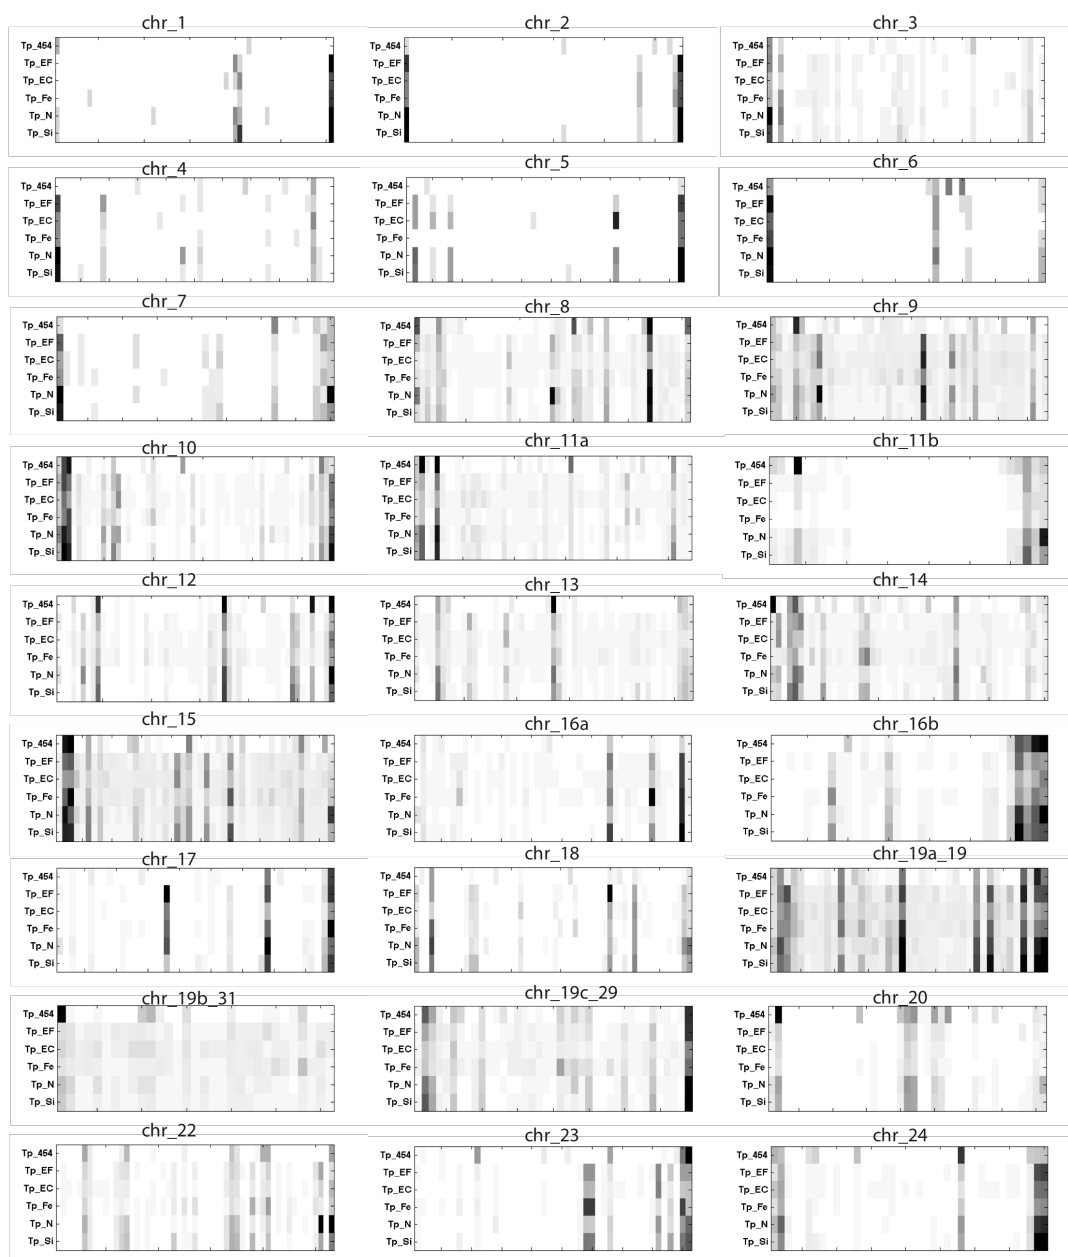 chr_1 chr_2 chr_3
Tp_454 Tp_454 Tp_454
Tp_EF Tp_EF Tp_EF
Tp_EC Tp_EC Tp_EC
Tp_Fe Tp_Fe Tp_Fe
Tp_N Tp_N Tp_N
Tp_Si Tp_Si Tp_Si
chr_4 chr_5 chr_6
Tp_454 Tp_454 Tp_454
Tp_EF Tp_EF Tp_EF
Tp_EC Tp_EC Tp_EC
Tp_Fe Tp_Fe Tp_Fe
Tp_N Tp_N Tp_N
Tp_Si Tp_Si Tp_Si
chr_7 chr_8 chr_9
Tp_454 Tp_454 Tp_454
Tp_EF Tp_EF Tp_EF
Tp_EC Tp_EC Tp_EC
Tp_Fe Tp_Fe Tp_Fe
Tp_N Tp_N Tp_N
Tp_Si Tp_Si Tp_Si
chr_10 chr_11a chr_11b
Tp_454 Tp_454 Tp_454
Tp_EF Tp_EF Tp_EF
Tp_EC Tp_EC Tp_EC
Tp_Fe Tp_Fe Tp_Fe
Tp_N Tp_N Tp_N
Tp_Si Tp_Si Tp_Si
chr_12 chr_13 chr_14
Tp_454 Tp_454 Tp_454
Tp_EF Tp_EF Tp_EF
Tp_EC Tp_EC Tp_EC
Tp_Fe Tp_Fe Tp_Fe
Tp_N Tp_N Tp_N
Tp_Si Tp_Si Tp_Si
chr_15 chr_16a chr_16b
Tp_454 Tp_454 Tp_454
Tp_EF Tp_EF Tp_EF
Tp_EC Tp_EC Tp_EC
Tp_Fe Tp_Fe Tp_Fe
Tp_N Tp_N Tp_N
Tp_Si Tp_Si Tp_Si
chr_17 chr_18 chr_19a_19
Tp_454 Tp_454 Tp_454
Tp_EF Tp_EF Tp_EF
Tp_EC Tp_EC Tp_EC
Tp_Fe Tp_Fe Tp_Fe
Tp_N Tp_N Tp_N
Tp_Si Tp_Si Tp_Si
chr_19b_31 chr_19c_29 chr_20
Tp_454 Tp_454 Tp_454
Tp_EF Tp_EF Tp_EF
Tp_EC Tp_EC Tp_EC
Tp_Fe Tp_Fe Tp_Fe
Tp_N Tp_N Tp_N
Tp_Si Tp_Si Tp_Si
chr_22 chr_23 chr_24
Tp_454 Tp_454 Tp_454
Tp_EF Tp_EF Tp_EF
Tp_EC Tp_EC Tp_EC
Tp_Fe Tp_Fe Tp_Fe
Tp_N Tp_N Tp_N
Tp_Si Tp_Si Tp_Si